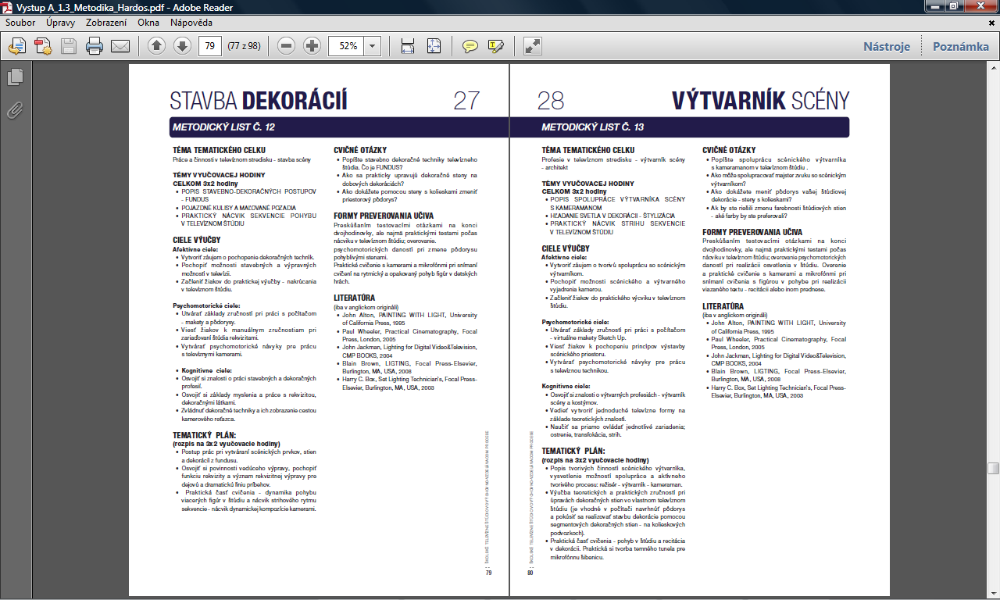 Vystup A_1.3_Metodika_Hardos.pdf - Adobe Reader
Soubor Úpravy Zobrazení Okna Nápověda
79 (77 z 98) 52% Nástroje Poznámka
STAVBA DEKORÁCIÍ 27
METODICKÝ LIST Č. 12
TÉMA TEMATICKÉHO CELKU
Práce a činnosti v televíznom stredisku - stavba scény
TÉMY VYUČOVACEJ HODINY
CELKOM 3x2 hodiny
• POPIS STAVEBNO-DEKORAČNÝCH POSTUPOV
- FUNDUS
• POJAZDNÉ KULISY A MAĽOVANÉ POZADIA
• PRAKTICKÝ NÁCVIK SEKVENCIE POHYBU
V TELEVÍZNOM ŠTÚDIU
CIELE VÝUČBY
Afektívne ciele:
• Vytvoriť záujem o pochopenie dekoračných techník.
• Pochopiť možnosti stavebných a výpravných
možností v televízii.
• Začleniť žiakov do praktickej výučby - nakrúcania
v televíznom štúdiu.
Psychomotorické ciele:
• Utvárať základy zručností pri práci s počítačom
- makety a pôdorysy.
• Viesť žiakov k manuálnym zručnostiam pri
zariaďovaní štúdia rekvizitami.
• Vytvárať psychomotorické návyky pre prácu
s televíznymi kamerami.
• Kognitívne ciele:
• Osvojiť si znalosti o práci stavebných a dekoračných
profesií.
• Osvojiť si základy myslenia a práce s rekvizitou,
dekoračnými látkami.
• Zvládnuť dekoračné techniky a ich zobrazenie cestou
kamerového reťazca.
TEMATICKÝ PLÁN:
(rozpis na 3x2 vyučovacie hodiny)
• Postup prác pri vytváraní scénických prvkov, stien
a dekorácií z fundusu.
• Osvojiť si povinnosti vedúceho výpravy, pochopiť
funkciu rekvizity a význam rekvizitnej výpravy pre
dejovú a dramatickú líniu príbehov.
• Praktická časť cvičenia - dynamika pohybu
viacerých figúr v štúdiu a nácvik strihového rytmu
sekvencie - nácvik dynamickej kompozície kamerami.
CVIČNÉ OTÁZKY
• Popíšte stavebno dekoračné techniky televízneho
štúdia. Čo je FUNDUS?
• Ako sa prakticky upravujú dekoračné steny na
dobových dekoráciách?
• Ako dokážete pomocou steny s kolieskami zmeniť
priestorový pôdorys?
FORMY PREVEROVANIA UČIVA
Preskúšaním testovacími otázkami na konci
dvojhodinovky, ale najmä praktickými testami počas
nácviku v televíznom štúdiu; overovanie.
psychomotorických daností pri zmene pôdorysu
pohyblivými stenami.
Praktické cvičenie s kamerami a mikrofónmi pri snímaní
cvičení na rytmický a opakovaný pohyb figúr v detských
hrách.
LITERATÚRA
(iba v anglickom origináli)
• John Alton, PAINTING WITH LIGHT, University
of California Press, 1995
• Paul Wheeler, Practical Cinematography, Focal
Press, London, 2005
• John Jackman, Lighting for Digital Video&Television,
CMP BOOKS, 2004
• Blain Brown, LIGTING, Focal Press-Elsevier,
Burlington, MA, USA, 2008
• Harry C. Box, Set Lighting Technician's, Focal Press-
Elsevier, Burlington, MA, USA, 2003
79
28 VÝTVARNÍK SCÉNY
METODICKÝ LIST Č. 13
TÉMA TEMATICKÉHO CELKU
Profesie v televíznom stredisku - výtvarník scény
- architekt
TÉMY VYUČOVACEJ HODINY
CELKOM 3x2 hodiny
• POPIS SPOLUPRÁCE VÝTVARNÍKA SCÉNY
S KAMERAMANOM
• HĽADANIE SVETLA V DEKORÁCII - ŠTYLIZÁCIA
• PRAKTICKÝ NÁCVIK STRIHU SEKVENCIE
V TELEVÍZNOM ŠTÚDIU
CIELE VÝUČBY
Afektívne ciele:
• Vytvoriť záujem o tvorivú spoluprácu so scénickým
výtvarníkom.
• Pochopiť možnosti scénického a výtvarného
vyjadrenia kamerou.
• Začleniť žiakov do praktického výcviku v televíznom
štúdiu.
Psychomotorické ciele:
• Utvárať základy zručností pri práci s počítačom
- virtuálne makety Sketch Up.
• Viesť žiakov k pochopeniu princípov výstavby
scénického priestoru.
• Vytvárať psychomotorické návyky pre prácu
s televíznou technikou.
Kognitívne ciele:
• Osvojiť si znalosti o výtvarných profesiách - výtvarník
scény a kostýmov.
• Vedieť vytvoriť jednoduché televízne formy na
základe teoretických znalostí.
• Naučiť sa priamo ovládať jednotlivé zariadenia;
ostrenie, transfokácia, strih.
TEMATICKÝ PLÁN:
(rozpis na 3x2 vyučovacie hodiny)
• Popis tvorivých činností scénického výtvarníka,
vysvetlenie možností spolupráce a aktívneho
tvorivého procesu: režisér - výtvarník - kameraman.
• Výučba teoretických a praktických zručností pri
úpravách dekoračných stien vo vlastnom televíznom
štúdiu (je vhodné v počítači navrhnúť pôdorys
a pokúsiť sa realizovať stavbu dekorácie pomocou
segmentových dekoračných stien - na kolieskových
podvozkoch).
• Praktická časť cvičenia - pohyb v štúdiu a recitácia
v dekorácii. Praktická si tvorba temného tunela pre
mikrofónnu šibenicu.
CVIČNÉ OTÁZKY
• Popíšte spoluprácu scénického výtvarníka
s kameramanom v televíznom štúdiu .
• Ako môže spolupracovať majster zvuku so scénickým
výtvarníkom?
• Ako dokážete meniť pôdorys vašej štúdiovej
dekorácie - steny s kolieskami?
• Ak by ste riešili zmenu farebnosti štúdiových stien
- aké farby by ste preferovali?
FORMY PREVEROVANIA UČIVA
Preskúšaním testovacími otázkami na konci
dvojhodinovky, ale najmä praktickými testami počas
nácviku v televíznom štúdiu; overovanie psychomotorických
daností pri realizácii osvetlenia v štúdiu. Overenie
a praktické cvičenie s kamerami a mikrofónmi pri
snímaní cvičenia s figúrou v pohybe pri realizácii
viazaného textu - recitácii alebo inom prednese.
LITERATÚRA
(iba v anglickom origináli)
• John Alton, PAINTING WITH LIGHT, University
of California Press, 1995
• Paul Wheeler, Practical Cinematography, Focal
Press, London, 2005
• John Jackman, Lighting for Digital Video&Television,
CMP BOOKS, 2004
• Blain Brown, LIGTING, Focal Press-Elsevier,
Burlington, MA, USA, 2008
• Harry C. Box, Set Lighting Technician's, Focal Press-
Elsevier, Burlington, MA, USA, 2003
80